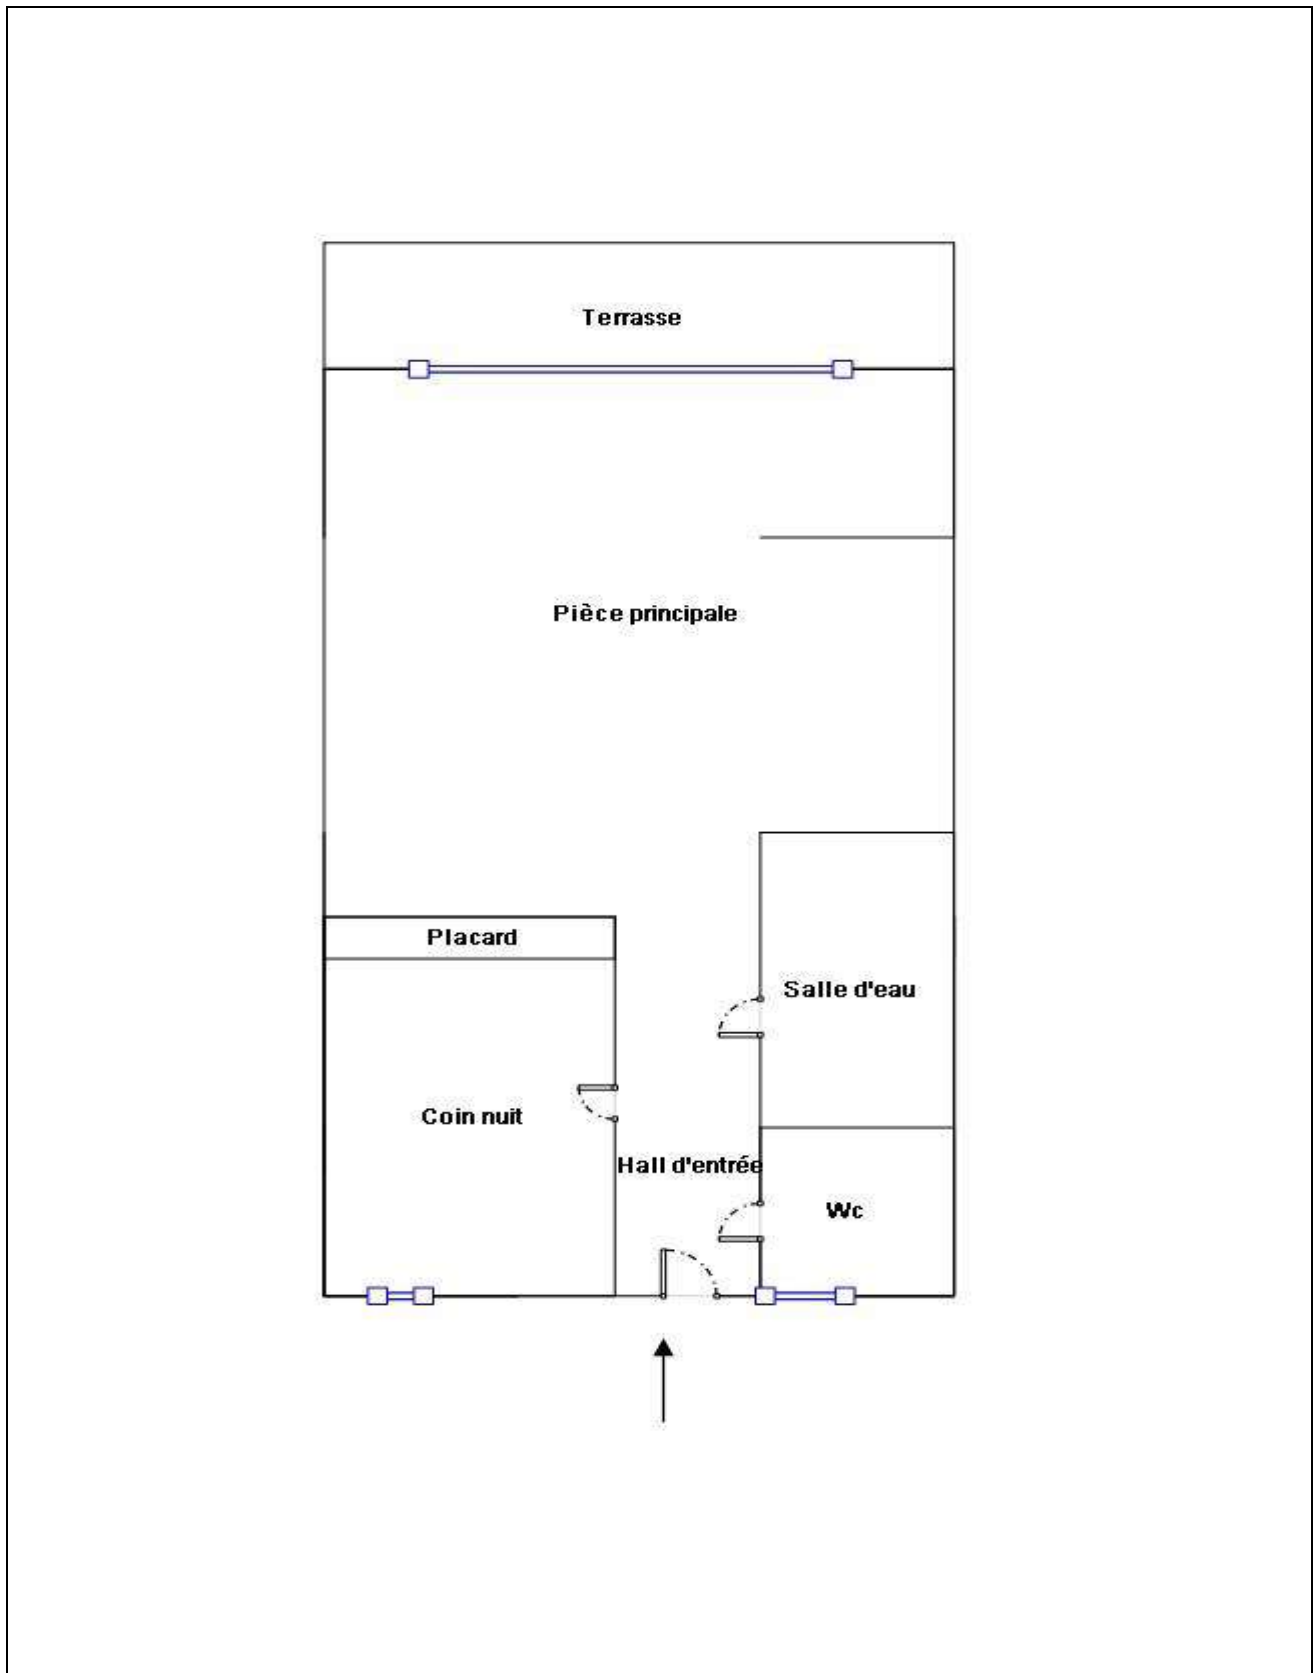 Terrasse
Pièce principale
Placard
Salle d'eau
Coin nuit
Hall d'entrée
Wc